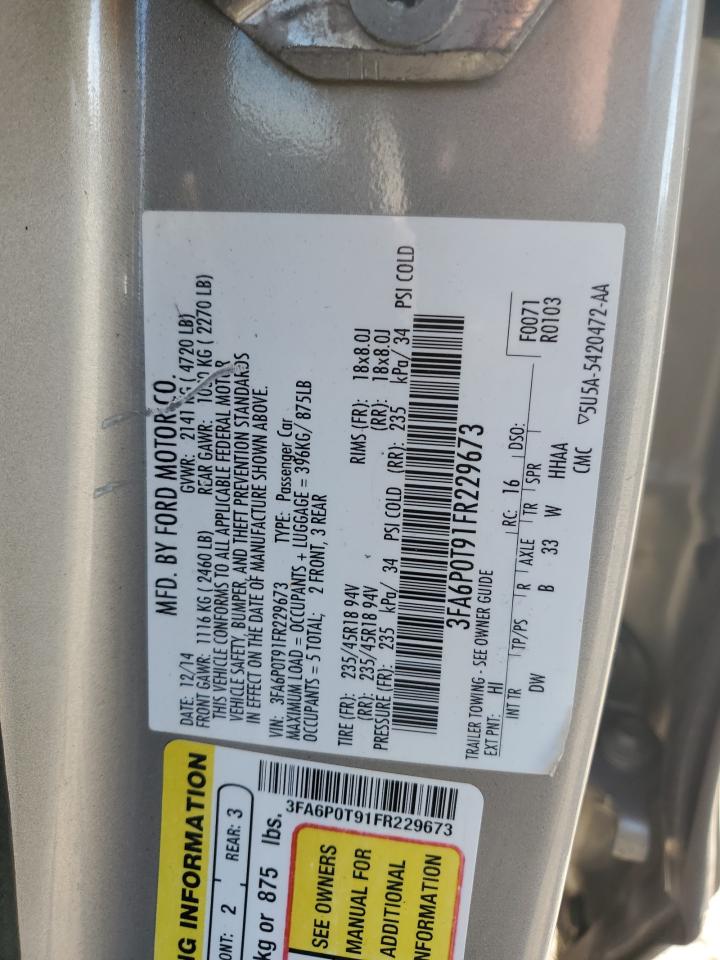 MFD. BY FORD MOTOR CO.
DATE: 12/14 GVWR: 2141 KG ( 4720 LB)
FRONT GAWR: 1116 KG ( 2460 LB) REAR GAWR: KG ( 2270 LB)
THIS VEHICLE CONFORMS TO ALL APPLICABLE FEDERAL MOTOR
VEHICLE SAFETY, BUMPER, AND THEFT PREVENTION STANDARDS
IN EFFECT ON THE DATE OF MANUFACTURE SHOWN ABOVE.
VIN: 3FA6P0T91FR229673 TYPE: Passenger Car
MAXIMUM LOAD = OCCUPANTS + LUGGAGE = 396KG/ 875LB
OCCUPANTS = 5 TOTAL; 2 FRONT, 3 REAR
TIRE (FR): 235/45R18 94V RIMS (FR): 18x8.0J
(RR): 235/45R18 94V (RR): 18x8.0J
PRESSURE (FR): 235 kPa/ 34 PSI COLD (RR): 235 kPa/ 34 PSI COLD
3FA6P0T91FR229673
TRAILER TOWING - SEE OWNER GUIDE
EXT PNT: HI RC: 16 DSO: F0071
R0103
INT TR TP/PS R AXLE TR SPR
DW B 33 W HHAA
CMC ▽5U5A-5420472-AA
3FA6P0T91FR229673
NG INFORMATION
ONT: 2 REAR: 3
kg or 875 lbs.
SEE OWNERS
MANUAL FOR
ADDITIONAL
NFORMATION